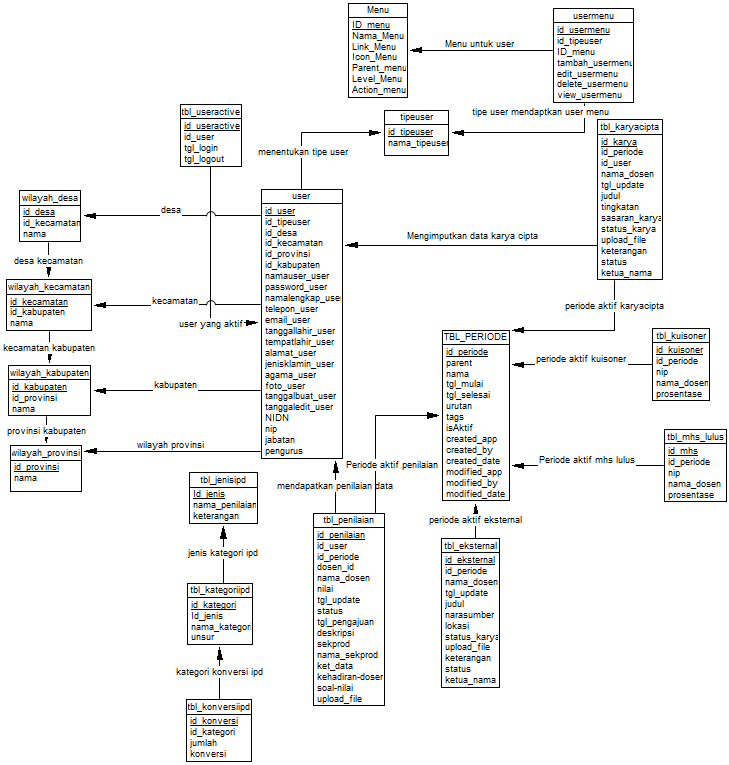 Menu
ID_menu
Nama_Menu
Link_Menu
Icon_Menu
Parent_menu
Level_Menu
Action_menu
Menu untuk user
usermenu
id_usermenu
id_tipeuser
ID_menu
tambah_usermenu
edit_usermenu
delete_usermenu
view_usermenu
tipe user mendaptkan user menu
tipeuser
id_tipeuser
nama_tipeuser
menentukan tipe user
tbl_useractive
id_useractive
id_user
tgl_login
tgl_logout
user yang aktif
tbl_karyacipta
id_karya
id_periode
id_user
nama_dosen
tgl_update
judul
tingkatan
sasaran_karya
status_karya
upload_file
keterangan
status
ketua_nama
Mengimputkan data karya cipta
periode aktif karyacipta
wilayah_desa
id_desa
id_kecamatan
nama
desa
desa kecamatan
wilayah_kecamatan
id_kecamatan
id_kabupaten
nama
kecamatan
kecamatan kabupaten
wilayah_kabupaten
id_kabupaten
id_provinsi
nama
kabupaten
provinsi kabupaten
wilayah_provinsi
id_provinsi
nama
wilayah provinsi
user
id_user
id_tipeuser
id_desa
id_kecamatan
id_provinsi
id_kabupaten
namauser_user
password_user
namalengkap_user
telepon_user
email_user
tanggallahir_user
tempatlahir_user
alamat_user
jenisklamin_user
agama_user
foto_user
tanggalbuat_user
tanggaledit_user
NIDN
nip
jabatan
pengurus
TBL_PERIODE
id_periode
parent
nama
tgl_mulai
tgl_selesai
urutan
tags
isAktif
created_app
created_by
created_date
modified_app
modified_by
modified_date
tbl_kuisoner
id_kuisoner
id_periode
nip
nama_dosen
prosentase
periode aktif kuisoner
tbl_mhs_lulus
id_mhs
id_periode
nip
nama_dosen
prosentase
Periode aktif mhs lulus
Periode aktif penilaian
mendapatkan penilaian data
periode aktif eksternal
tbl_jenisipd
Id_jenis
nama_penilaian
keterangan
jenis kategori ipd
tbl_kategoriipd
id_kategori
Id_jenis
nama_kategori
unsur
kategori konversi ipd
tbl_konversiipd
id_konversi
id_kategori
jumlah
konversi
tbl_penilaian
id_penilaian
id_user
id_periode
dosen_id
nama_dosen
nilai
tgl_update
status
tgl_pengajuan
deskripsi
sekprod
nama_sekprod
ket_data
kehadiran-dosen
soal-nilai
upload_file
tbl_eksternal
id_eksternal
id_periode
nama_dosen
tgl_update
judul
narasumber
lokasi
status_karya
upload_file
keterangan
status
ketua_nama